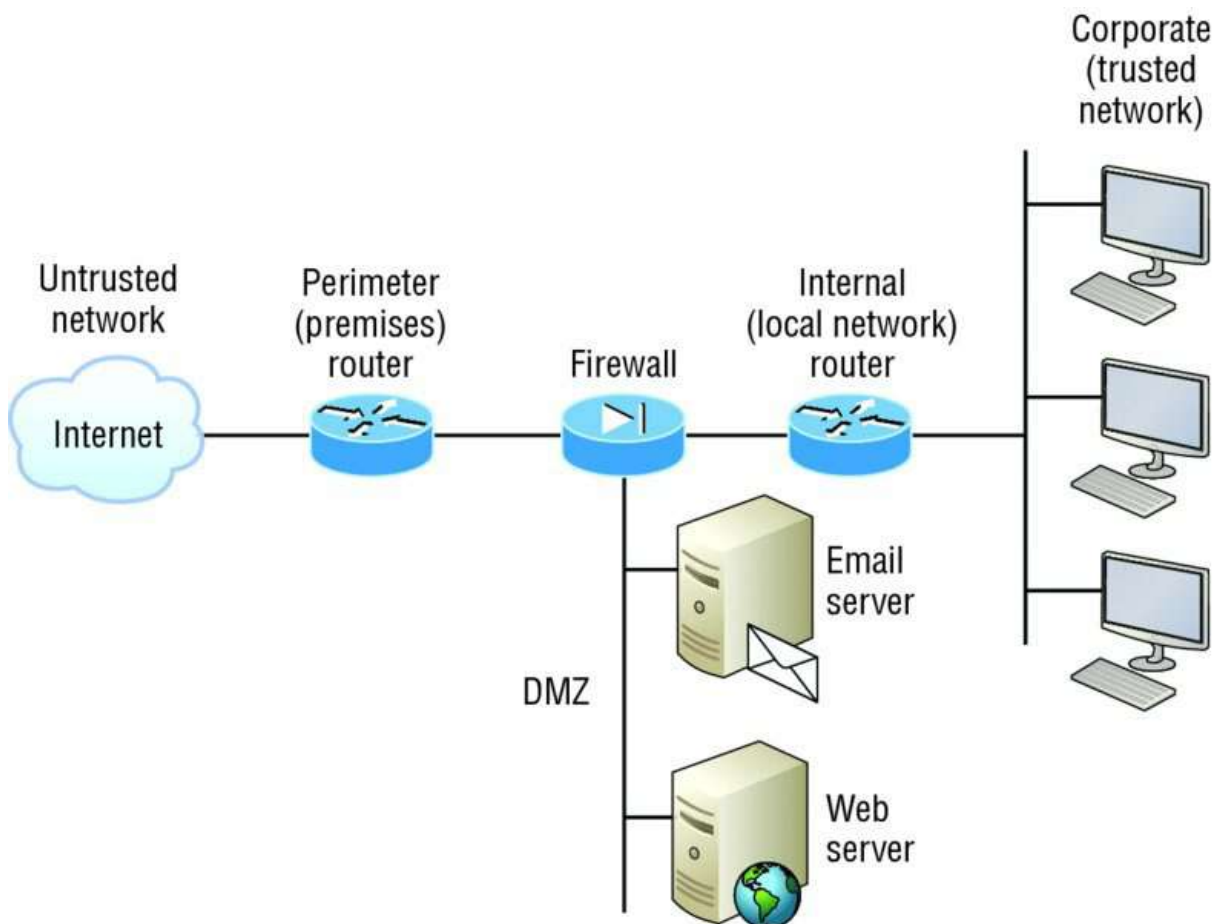 Corporate
(trusted
network)
Untrusted
network
Perimeter
(premises)
router
Firewall
Internal
(local network)
router
Internet
Email
server
DMZ
Web
server